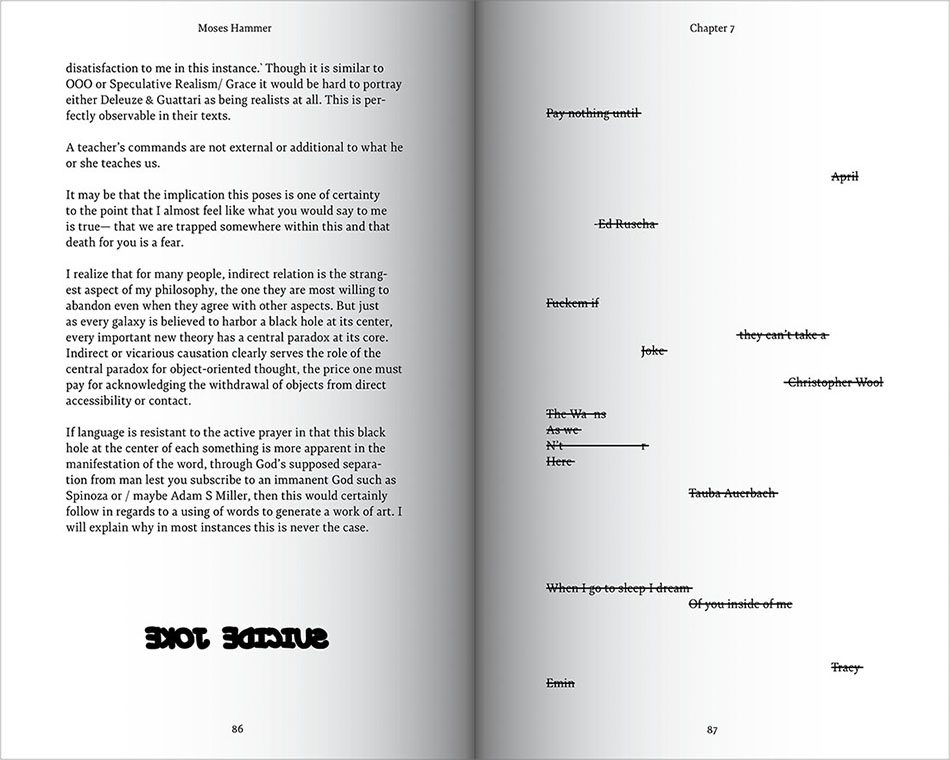 Moses Hammer
disatisfaction to me in this instance.` Though it is similar to
OOO or Speculative Realism/ Grace it would be hard to portray
either Deleuze & Guattari as being realists at all. This is per-
fectly observable in their texts.
A teacher's commands are not external or additional to what he
or she teaches us.
It may be that the implication this poses is one of certainty
to the point that I almost feel like what you would say to me
is true— that we are trapped somewhere within this and that
death for you is a fear.
I realize that for many people, indirect relation is the strang-
est aspect of my philosophy, the one they are most willing to
abandon even when they agree with other aspects. But just
as every galaxy is believed to harbor a black hole at its center,
every important new theory has a central paradox at its core.
Indirect or vicarious causation clearly serves the role of the
central paradox for object-oriented thought, the price one must
pay for acknowledging the withdrawal of objects from direct
accessibility or contact.
If language is resistant to the active prayer in that this black
hole at the center of each something is more apparent in the
manifestation of the word, through God's supposed separa-
tion from man lest you subscribe to an immanent God such as
Spinoza or / maybe Adam S Miller, then this would certainly
follow in regards to a using of words to generate a work of art. I
will explain why in most instances this is never the case.
SUICIDE JOKE
86
Chapter 7
Pay nothing until
April
Ed Ruscha
Fuckem if
they can't take a
Joke
Christopher Wool
The Wa ns
As we
N't r
Here
Tauba Auerbach
When I go to sleep I dream
Of you inside of me
Tracy
Emin
87